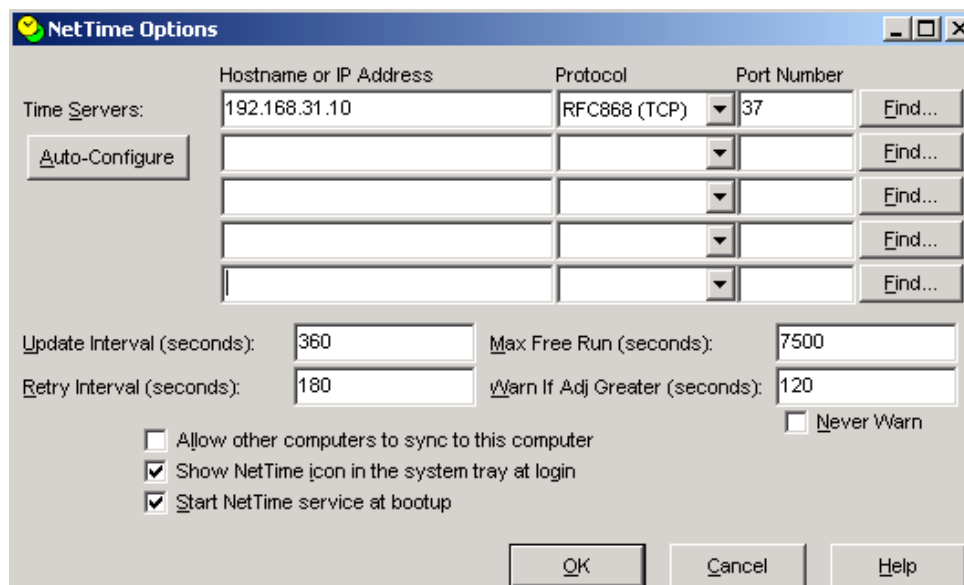 NetTime Options
Hostname or IP Address Protocol Port Number
Time Servers: 192.168.31.10 RFC868 (TCP) 37 Find...
Auto-Configure Find...
Find...
Find...
Find...
Update Interval (seconds): 360 Max Free Run (seconds): 7500
Retry Interval (seconds): 180 Warn If Adj Greater (seconds): 120
Never Warn
Allow other computers to sync to this computer
Show NetTime icon in the system tray at login
Start NetTime service at bootup
OK Cancel Help